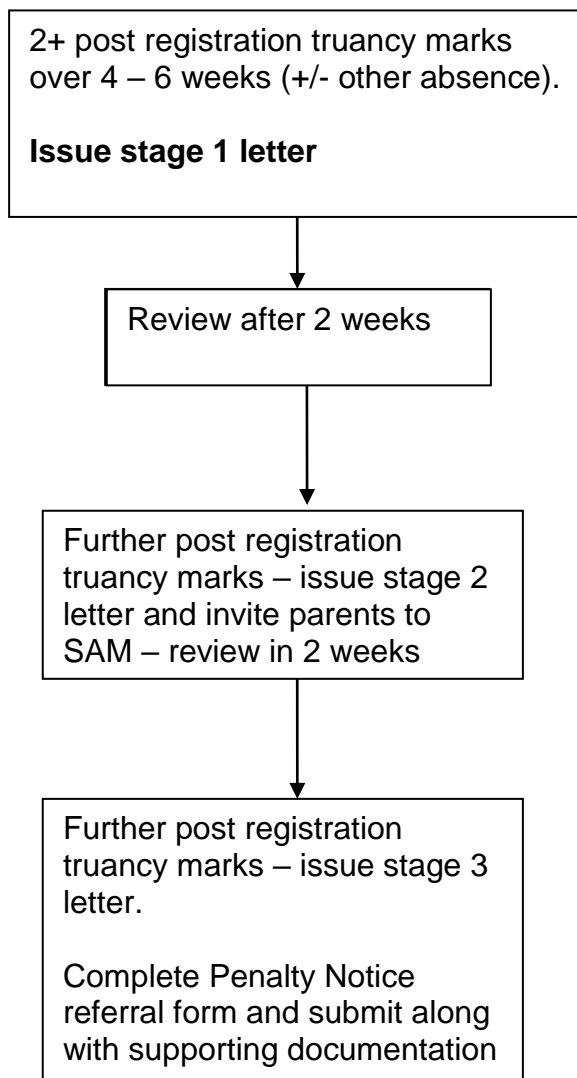 2+ post registration truancy marks
over 4 – 6 weeks (+/- other absence).
Issue stage 1 letter
Review after 2 weeks
Further post registration
truancy marks – issue stage 2
letter and invite parents to
SAM – review in 2 weeks
Further post registration
truancy marks – issue stage 3
letter.
Complete Penalty Notice
referral form and submit along
with supporting documentation